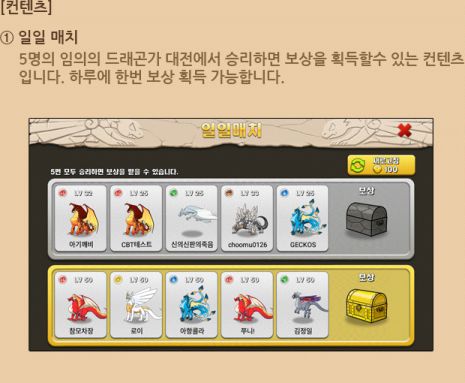 [컨텐츠]
① 일일 매치
5명의 임의의 드래곤가 대전에서 승리하면 보상을 획득할수 있는 컨텐츠
입니다. 하루에 한번 보상 획득 가능합니다.
일일매치
5번 모두 승리하면 보상을 받을 수 있습니다.
새로고침
100
LV 32 LV 25 LV 25 LV 30 LV 25 보상
아기깨비 CBT테스트 신의심판의죽음 choomu0126 GECKOS
LV 50 LV 50 LV 50 LV 50 LV 50 보상
참모차장 로이 아항클라 푸니! 김정일